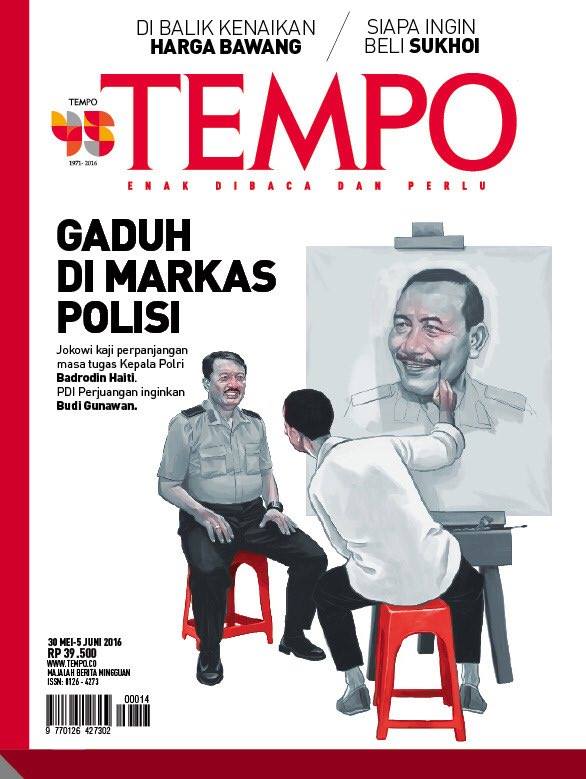 DI BALIK KENAIKAN
HARGA BAWANG
SIAPA INGIN
BELI SUKHOI
TEMPO
45
1971-2016
TEMPO
ENAK DIBACA DAN PERLU
GADUH
DI MARKAS
POLISI
Jokowi kaji perpanjangan
masa tugas Kepala Polri
Badrodin Haiti.
PDI Perjuangan inginkan
Budi Gunawan.
30 MEI-5 JUNI 2016
RP 39.500
WWW.TEMPO.CO
MAJALAH BERITA MINGGUAN
ISSN: 0126 - 4273
00014
9 770126 427302